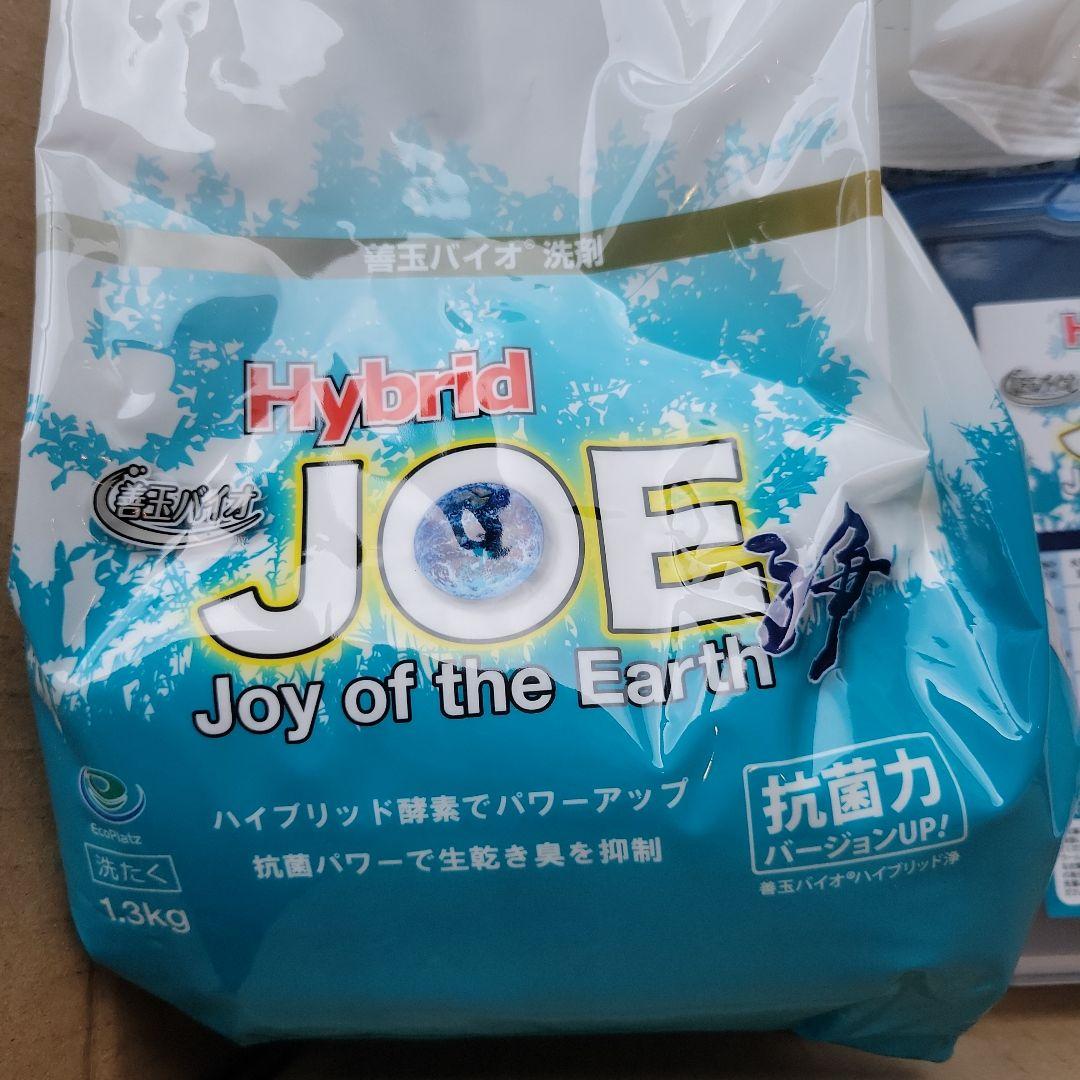 善玉バイオ® 洗剤
Hybrid
善玉バイオ
JOE
浄
Joy of the Earth
EcoPlatz
ハイブリッド酵素でパワーアップ
抗菌パワーで生乾き臭を抑制
抗菌力
バージョンUP!
善玉バイオ®ハイブリッド浄
洗たく
1.3kg